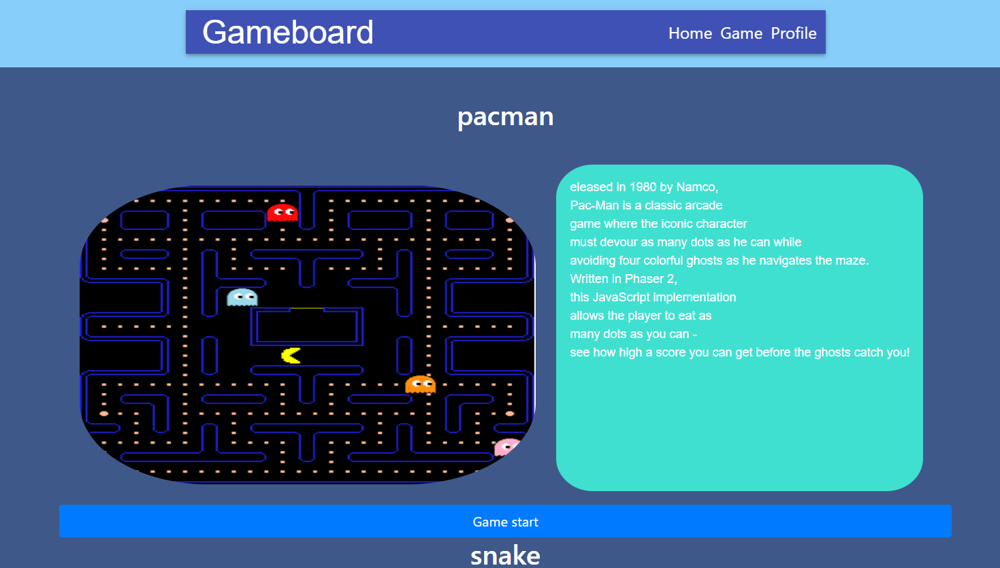 Gameboard
Home Game Profile
pacman
eleased in 1980 by Namco,
Pac-Man is a classic arcade
game where the iconic character
must devour as many dots as he can while
avoiding four colorful ghosts as he navigates the maze.
Written in Phaser 2,
this JavaScript implementation
allows the player to eat as
many dots as you can -
see how high a score you can get before the ghosts catch you!
Game start
snake